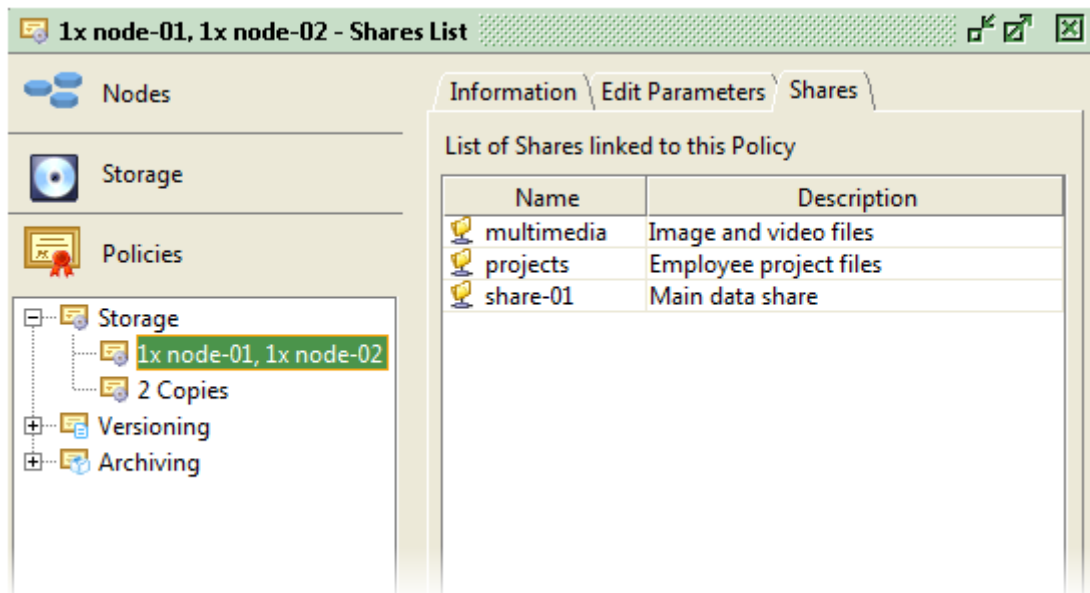 1x node-01, 1x node-02 - Shares List
Nodes
Storage
Policies
Storage
1x node-01, 1x node-02
2 Copies
Versioning
Archiving
Information Edit Parameters Shares
List of Shares linked to this Policy
Name Description
multimedia Image and video files
projects Employee project files
share-01 Main data share